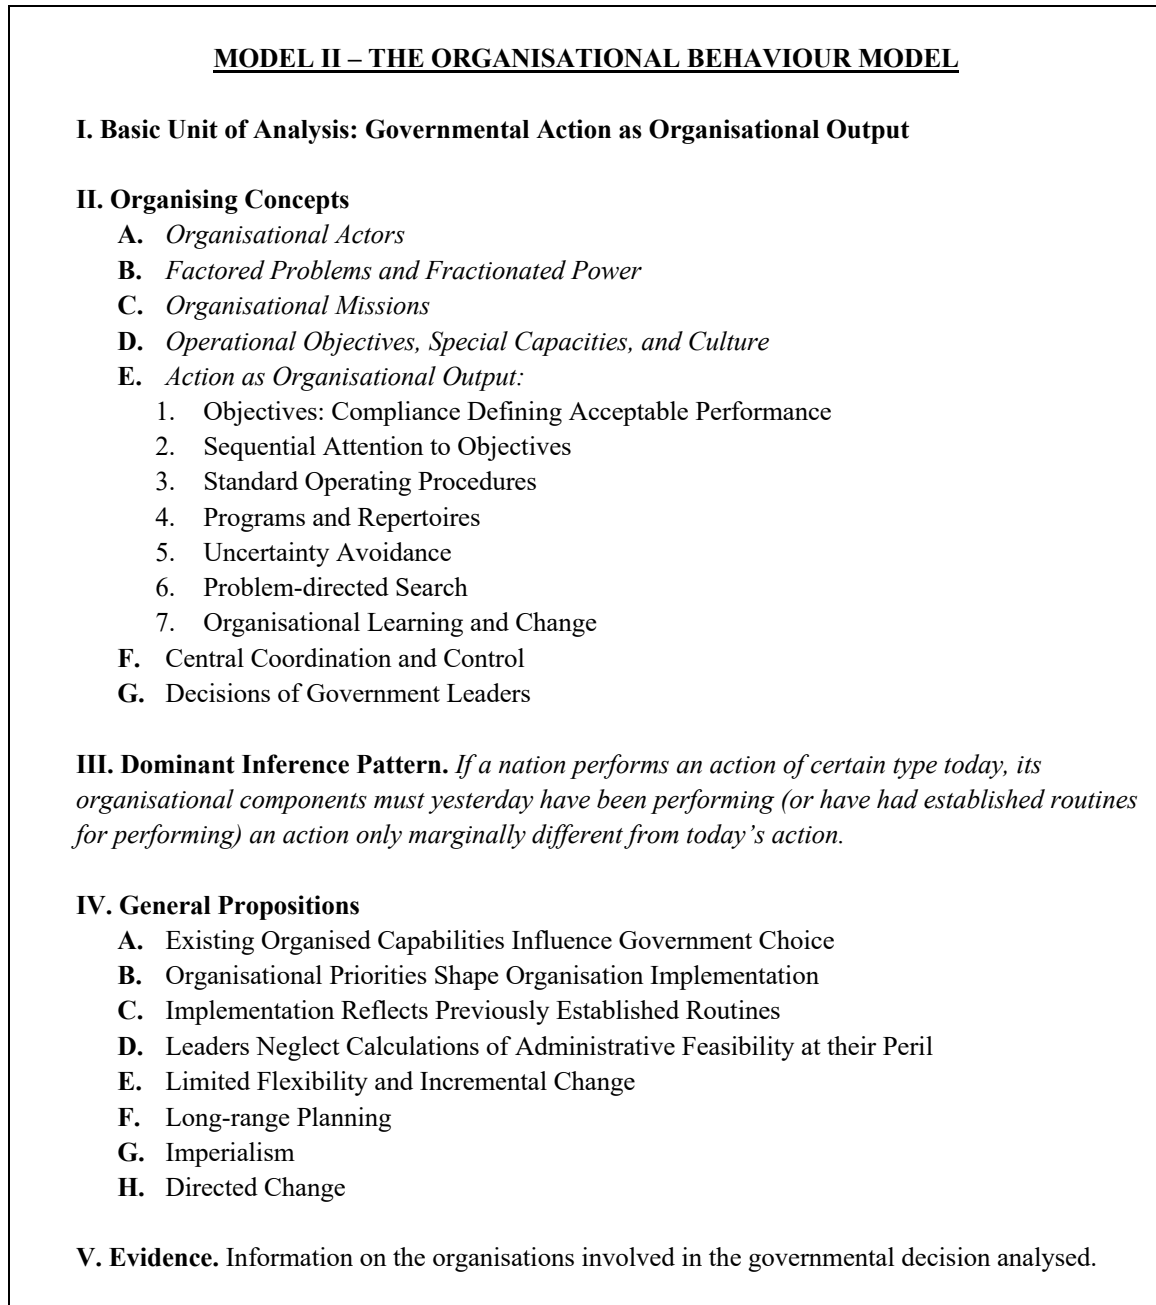 MODEL II – THE ORGANISATIONAL BEHAVIOUR MODEL
I. Basic Unit of Analysis: Governmental Action as Organisational Output
II. Organising Concepts
A. Organisational Actors
B. Factored Problems and Fractionated Power
C. Organisational Missions
D. Operational Objectives, Special Capacities, and Culture
E. Action as Organisational Output:
1. Objectives: Compliance Defining Acceptable Performance
2. Sequential Attention to Objectives
3. Standard Operating Procedures
4. Programs and Repertoires
5. Uncertainty Avoidance
6. Problem-directed Search
7. Organisational Learning and Change
F. Central Coordination and Control
G. Decisions of Government Leaders
III. Dominant Inference Pattern. If a nation performs an action of certain type today, its
organisational components must yesterday have been performing (or have had established routines
for performing) an action only marginally different from today’s action.
IV. General Propositions
A. Existing Organised Capabilities Influence Government Choice
B. Organisational Priorities Shape Organisation Implementation
C. Implementation Reflects Previously Established Routines
D. Leaders Neglect Calculations of Administrative Feasibility at their Peril
E. Limited Flexibility and Incremental Change
F. Long-range Planning
G. Imperialism
H. Directed Change
V. Evidence. Information on the organisations involved in the governmental decision analysed.